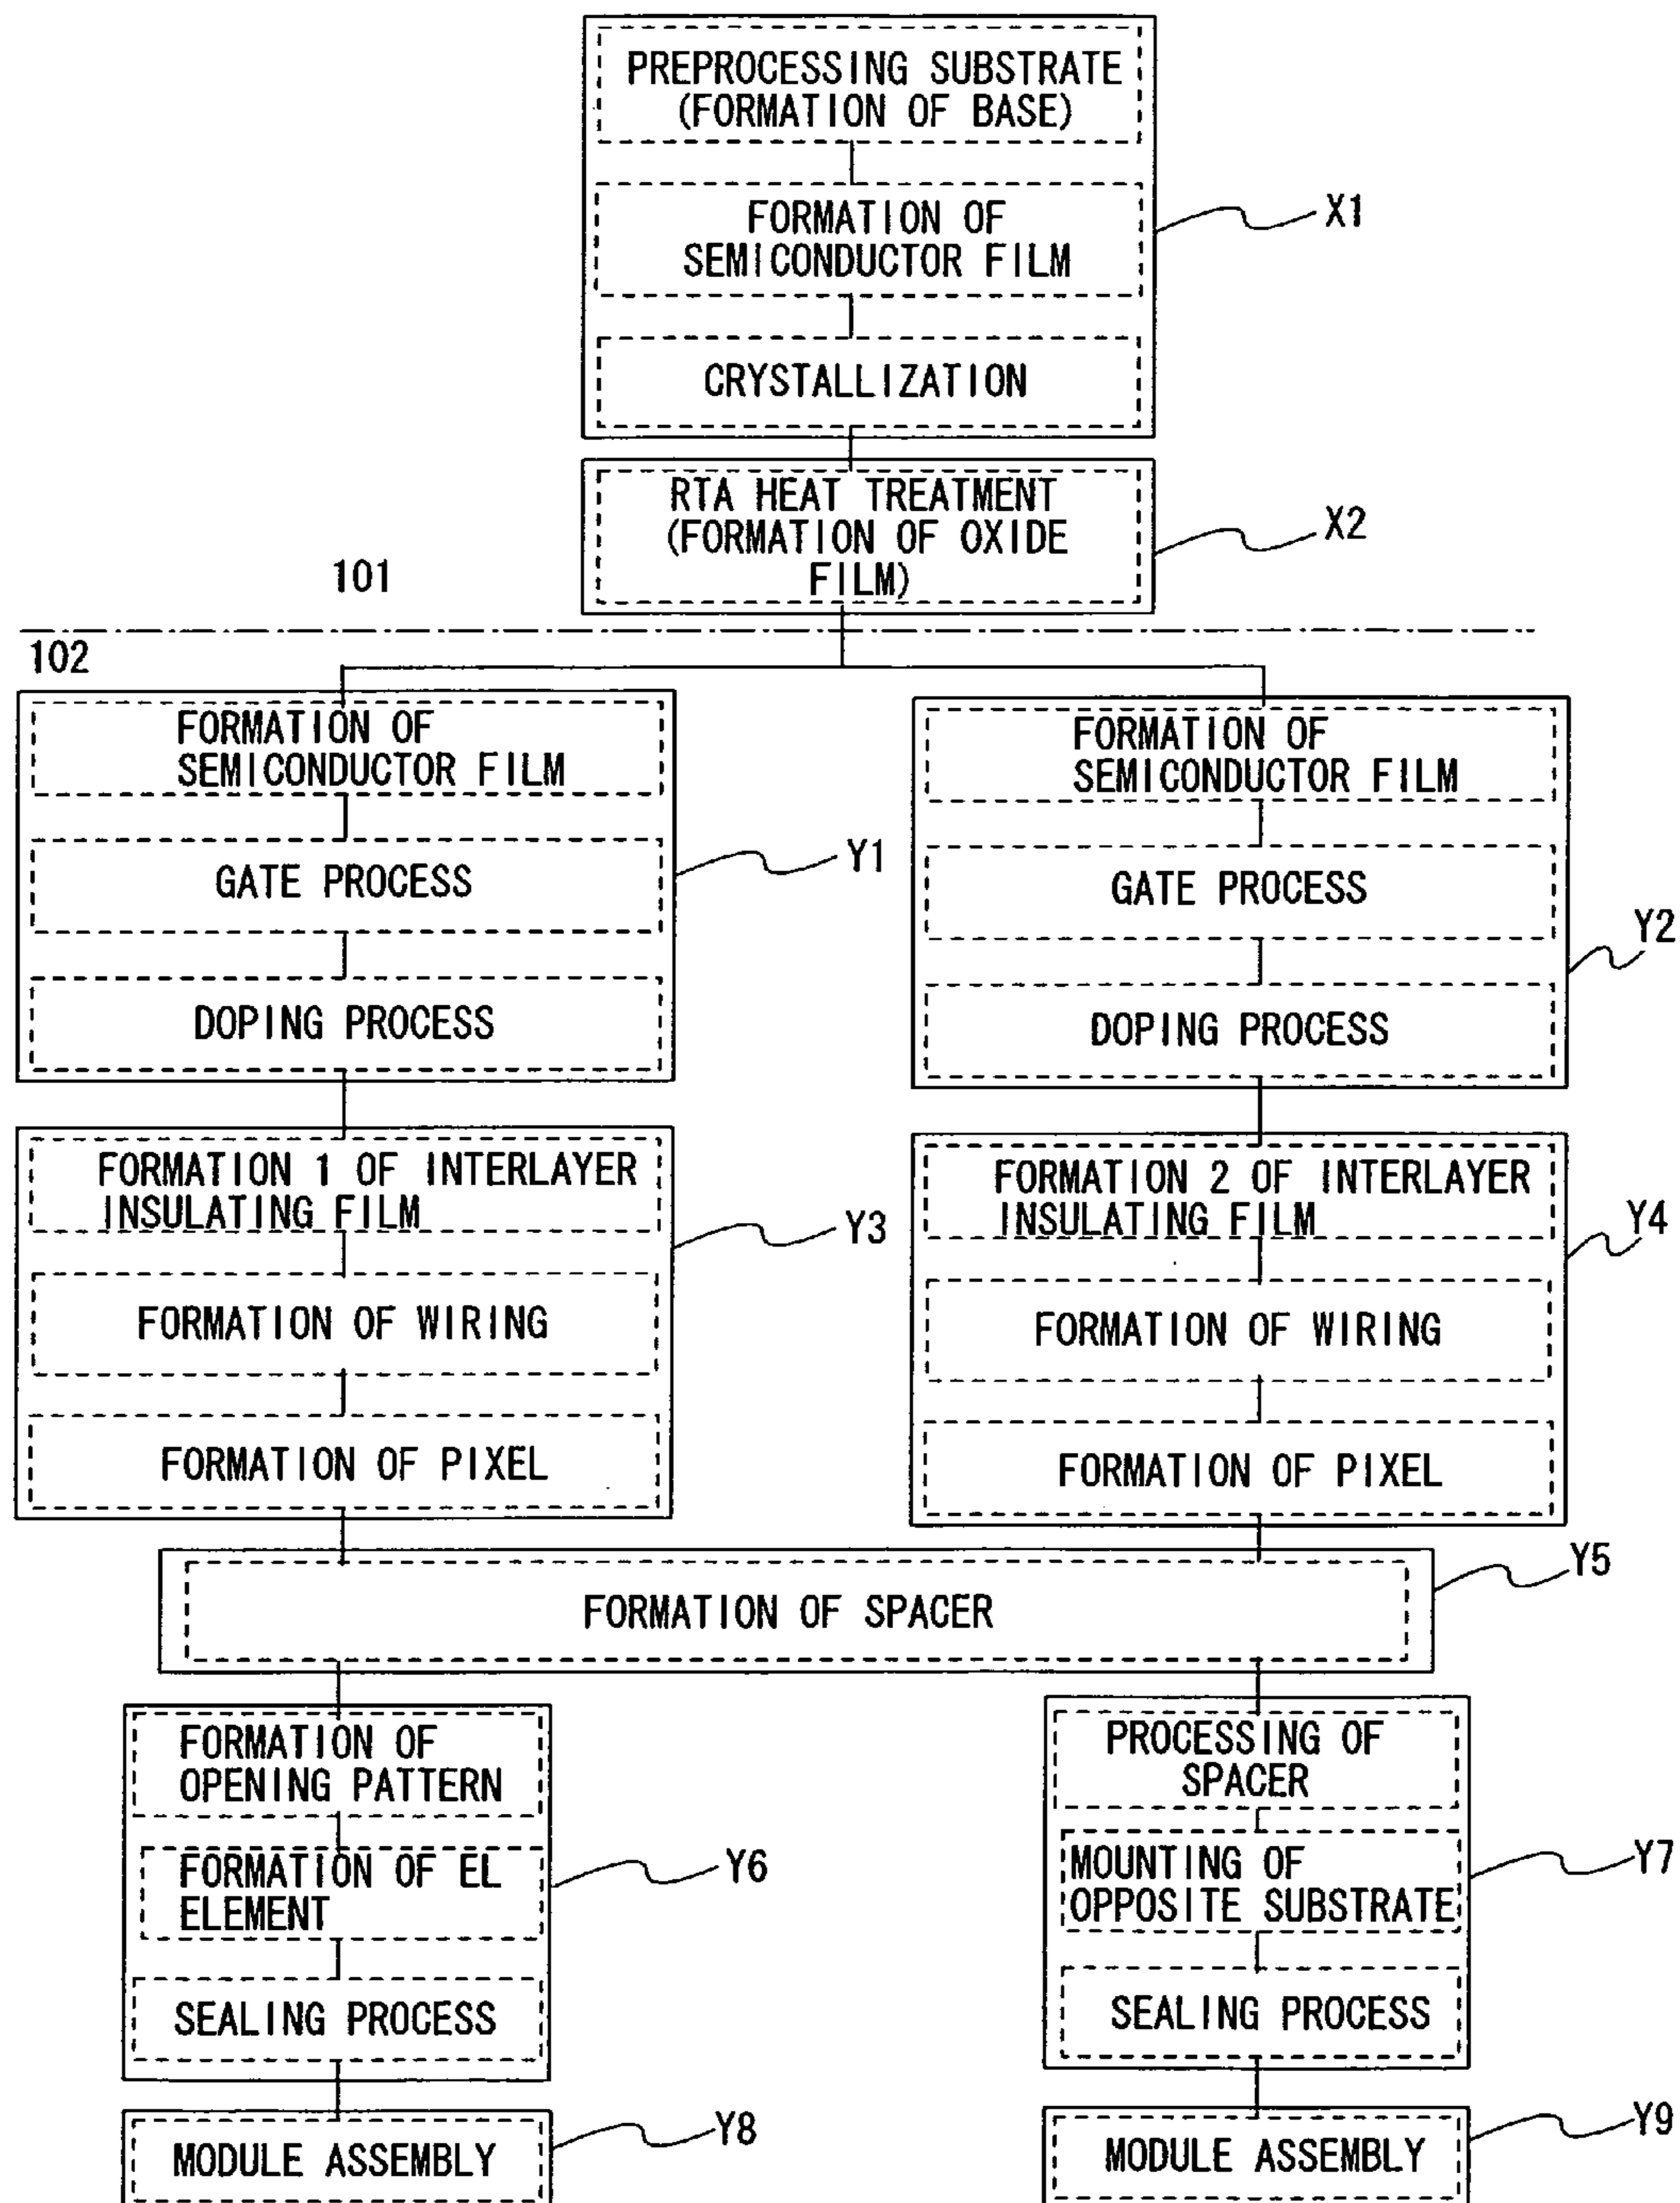 PREPROCESSING SUBSTRATE
(FORMATION OF BASE)
FORMATION OF
SEMICONDUCTOR FILM
X1
CRYSTALLIZATION
RTA HEAT TREATMENT
(FORMATION OF OXIDE
FILM)
X2
101
102
FORMATION OF
SEMICONDUCTOR FILM
GATE PROCESS
Y1
DOPING PROCESS
FORMATION OF
SEMICONDUCTOR FILM
GATE PROCESS
Y2
DOPING PROCESS
FORMATION 1 OF INTERLAYER
INSULATING FILM
Y3
FORMATION OF WIRING
FORMATION OF PIXEL
FORMATION 2 OF INTERLAYER
INSULATING FILM
Y4
FORMATION OF WIRING
FORMATION OF PIXEL
FORMATION OF SPACER
Y5
FORMATION OF
OPENING PATTERN
FORMATION OF EL
ELEMENT
Y6
SEALING PROCESS
PROCESSING OF
SPACER
MOUNTING OF
OPPOSITE SUBSTRATE
Y7
SEALING PROCESS
MODULE ASSEMBLY
Y8
MODULE ASSEMBLY
Y9